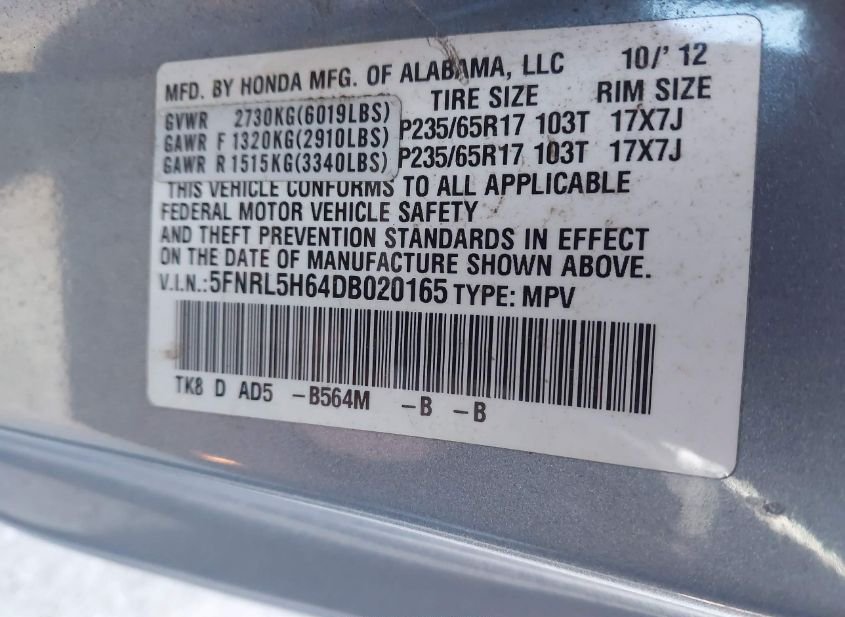 MFD. BY HONDA MFG. OF ALABAMA, LLC 10/' 12
TIRE SIZE RIM SIZE
GVWR 2730KG(6019LBS)
GAWR F 1320KG(2910LBS) P235/65R17 103T 17X7J
GAWR R 1515KG(3340LBS) P235/65R17 103T 17X7J
THIS VEHICLE CONFORMS TO ALL APPLICABLE
FEDERAL MOTOR VEHICLE SAFETY
AND THEFT PREVENTION STANDARDS IN EFFECT
ON THE DATE OF MANUFACTURE SHOWN ABOVE.
V.I.N.:5FNRL5H64DB020165 TYPE: MPV
TK8 D AD5 -B564M -B -B